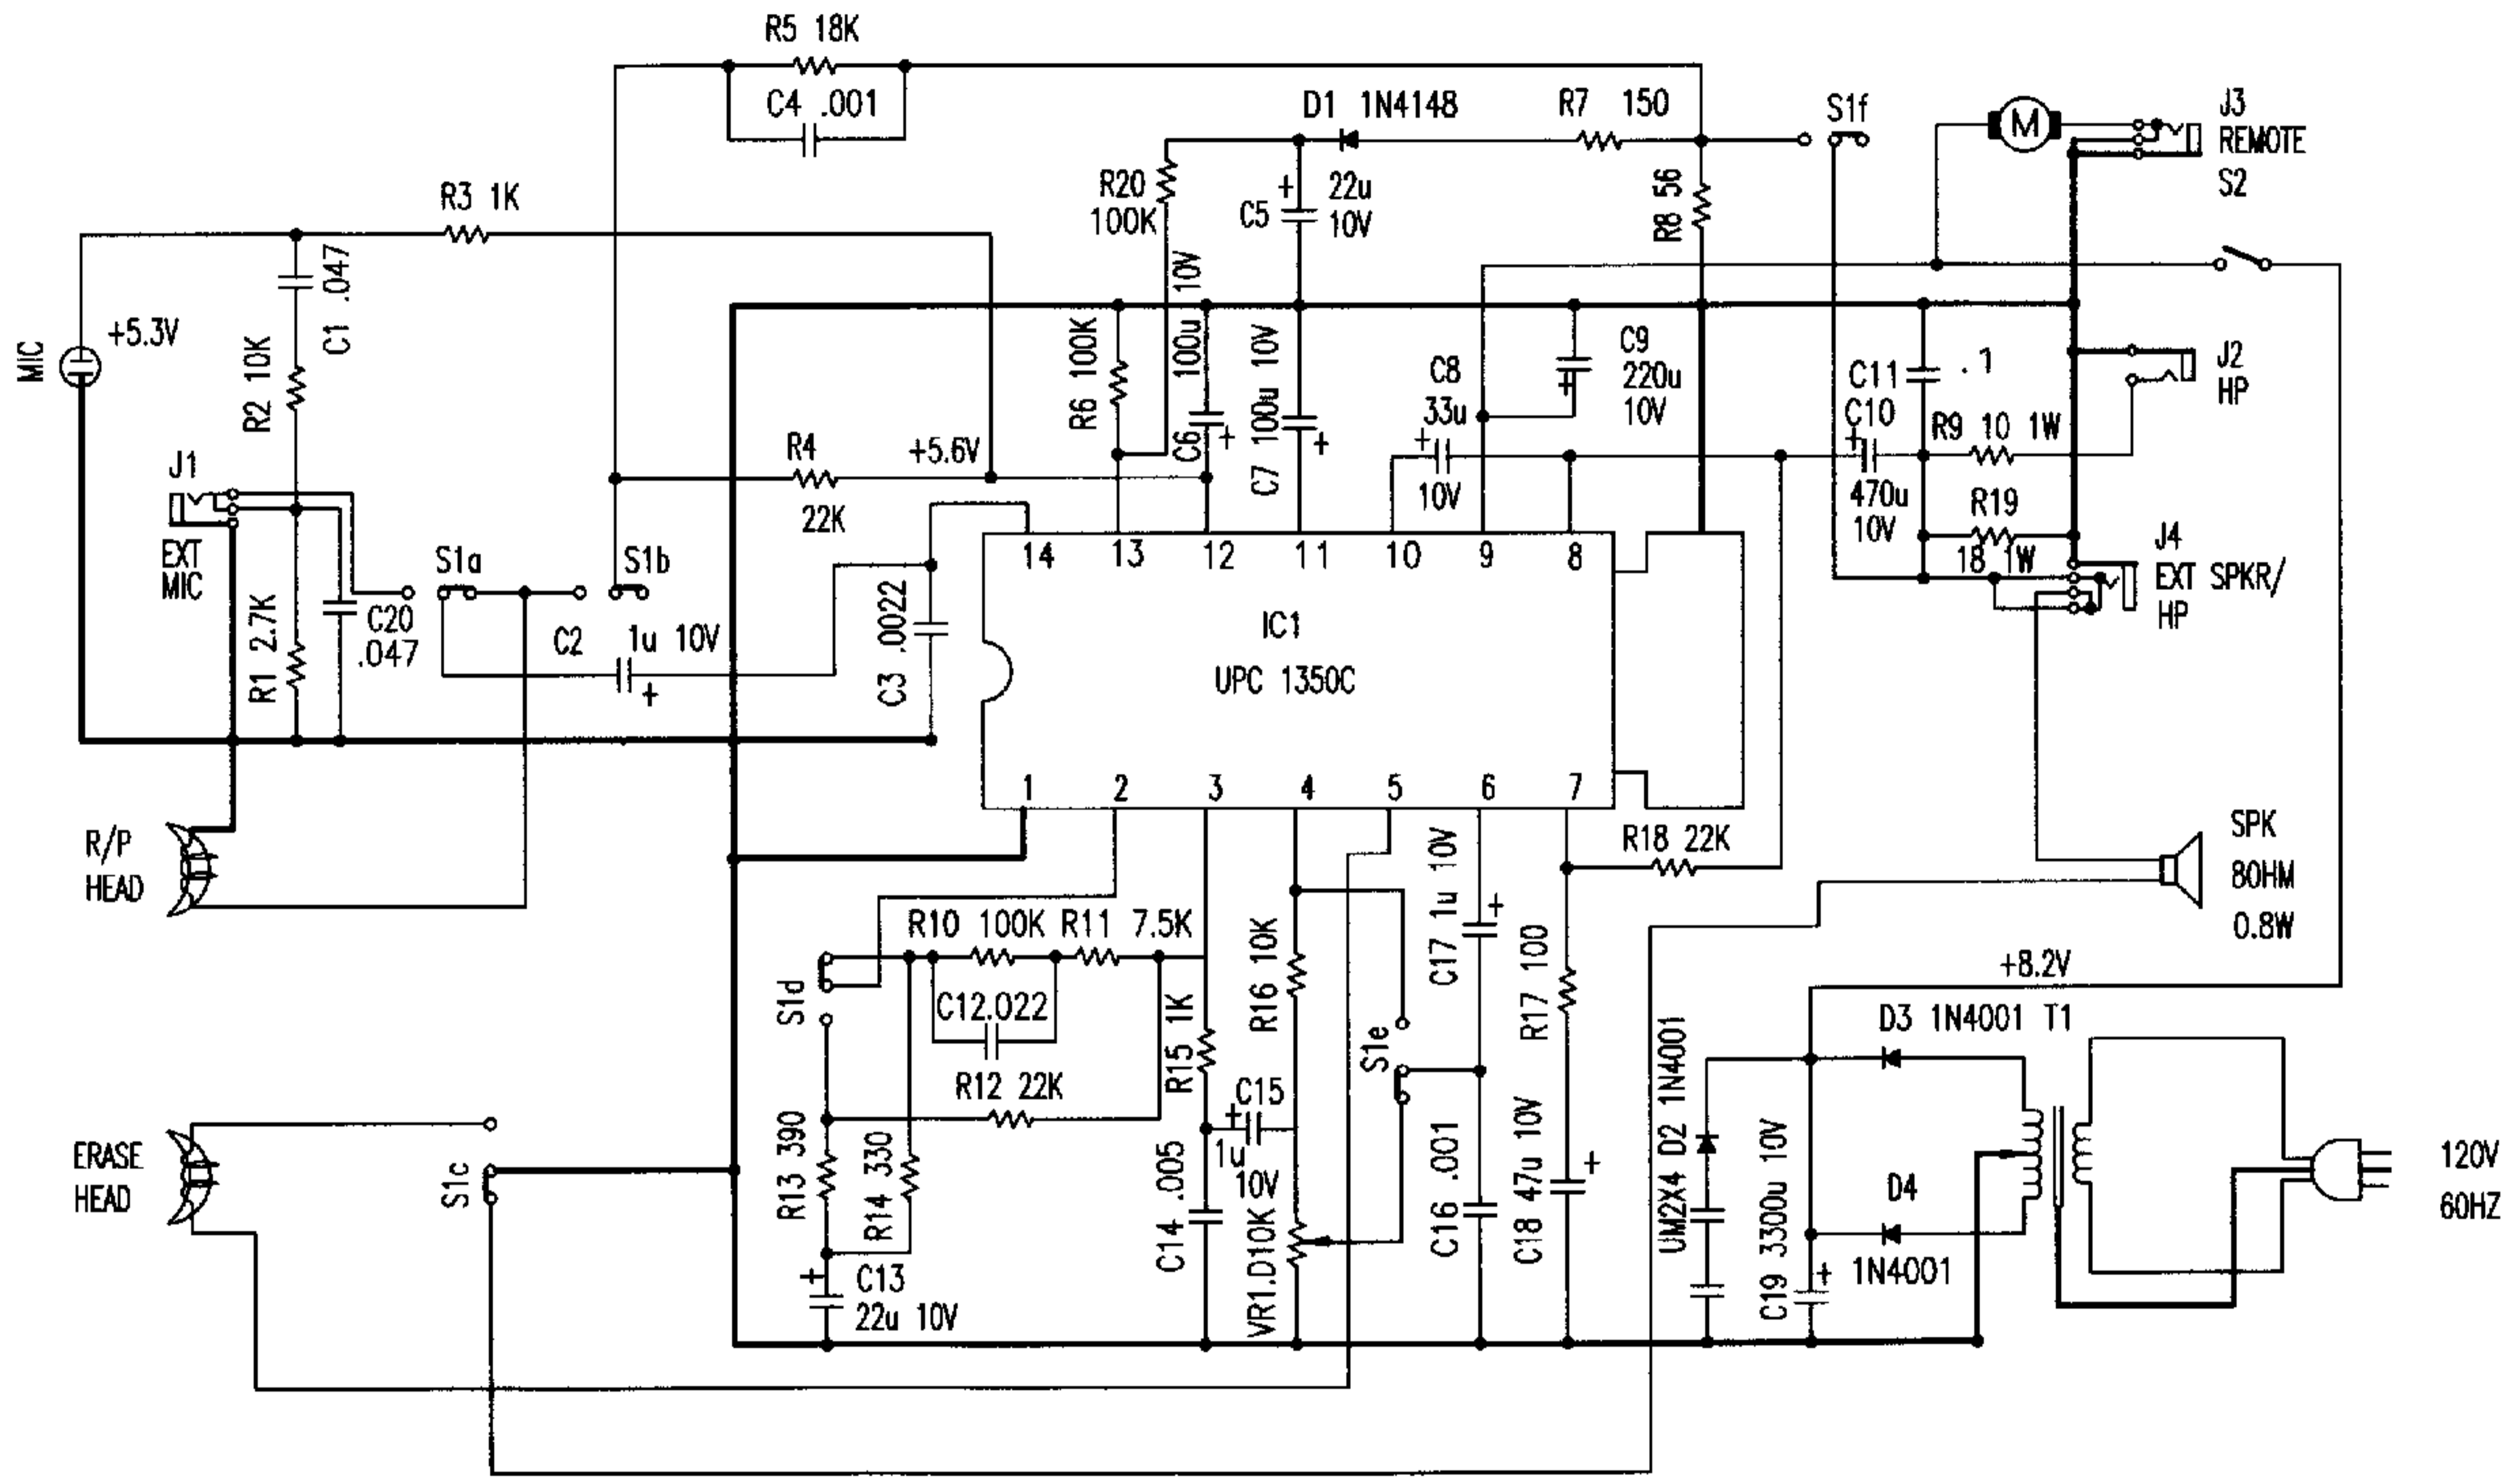 R5 18K
C4 .001
D1 1N4148
R7 150
S1f
M
J3
REMOTE
S2
R3 1K
R20
100K
C5
22u
10V
R8 56
MIC
+5.3V
C1 .047
R2 10K
R6 100K
C6 100u 10V
C7 100u 10V
C8
33u
10V
C9
220u
10V
C11 .1
C10
470u
10V
R9 10 1W
J2
HP
J1
EXT
MIC
R4
22K
+5.6V
R19
18 1W
J4
EXT SPKR/
HP
S1a
S1b
14
13
12
11
10
9
8
R1 2.7K
C20
.047
C2
1u 10V
C3 .0022
IC1
UPC 1350C
1
2
3
4
5
6
7
R/P
HEAD
R18 22K
SPK
8OHM
0.8W
R10 100K
R11 7.5K
C17 1u 10V
R17 100
S1d
C12.022
R15 1K
R16 10K
S1e
+8.2V
D3 1N4001
T1
R12 22K
C15
1u
10V
UM2X4 D2 1N4001
R13 390
R14 330
C14 .005
VR1.D10K
C16 .001
C18 47u 10V
C19 3300u 10V
D4
1N4001
120V
60HZ
ERASE
HEAD
S1c
C13
22u 10V